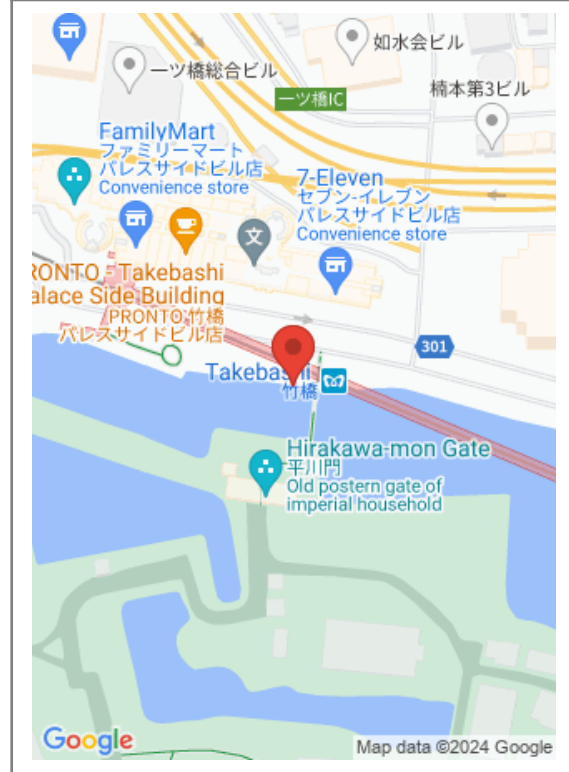 如水会ビル
一ツ橋総合ビル
一ツ橋IC
楠本第3ビル
FamilyMart
ファミリーマート
パレスサイドビル店
Convenience store
7-Eleven
セブン-イレブン
パレスサイドビル店
Convenience store
文
RONTO - Takebashi
alace Side Building
PRONTO 竹橋
パレスサイドビル店
301
Takebashi
竹橋
Hirakawa-mon Gate
平川門
Old postern gate of
imperial household
Google
Map data ©2024 Google